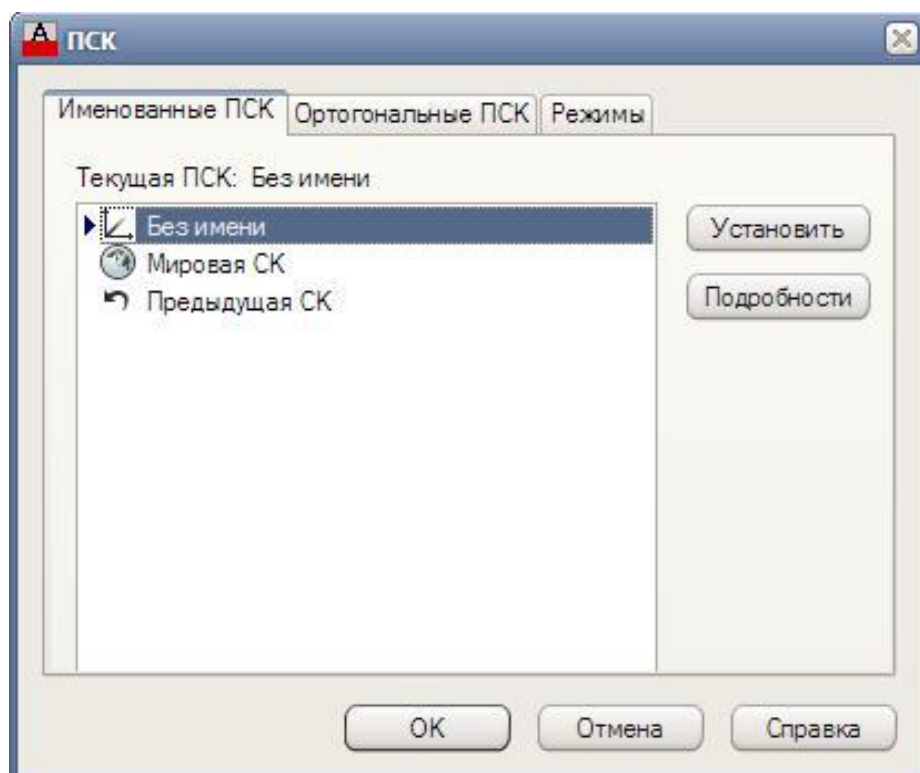 ПСК
Именованные ПСК Ортогональные ПСК Режимы
Текущая ПСК: Без имени
Без имени
Установить
Мировая СК
Подробности
Предыдущая СК
ОК Отмена Справка